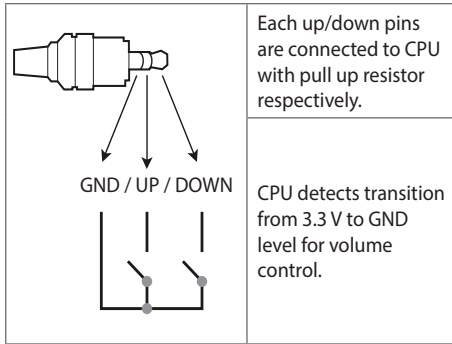 Each up/down pins
are connected to CPU
with pull up resistor
respectively.
GND / UP / DOWN
CPU detects transition
from 3.3 V to GND
level for volume
control.